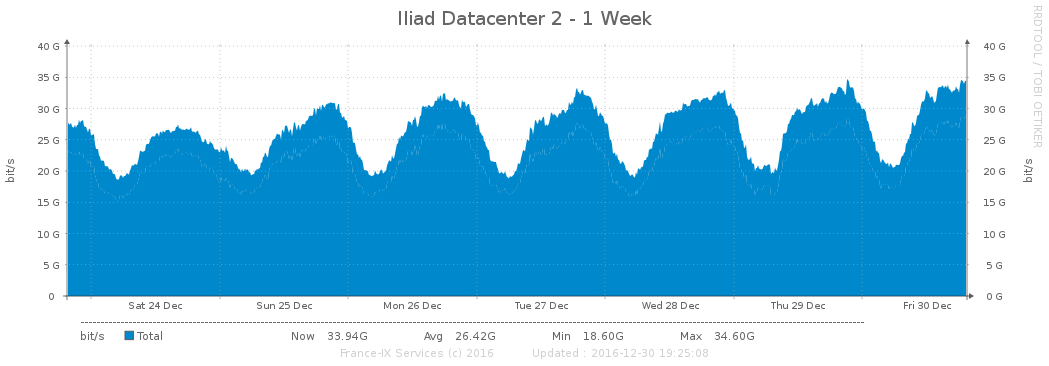 Iliad Datacenter 2 - 1 Week
RRDTOOL / TOBI OETIKER
bit/s
40 G 40 G
35 G 35 G
30 G 30 G
25 G 25 G
20 G 20 G
15 G 15 G
10 G 10 G
5 G 5 G
0 0 G
bit/s
Sat 24 Dec Sun 25 Dec Mon 26 Dec Tue 27 Dec Wed 28 Dec Thu 29 Dec Fri 30 Dec
bit/s Total Now 33.94G Avg 26.42G Min 18.60G Max 34.60G
France-IX Services (c) 2016 Updated : 2016-12-30 19:25:08